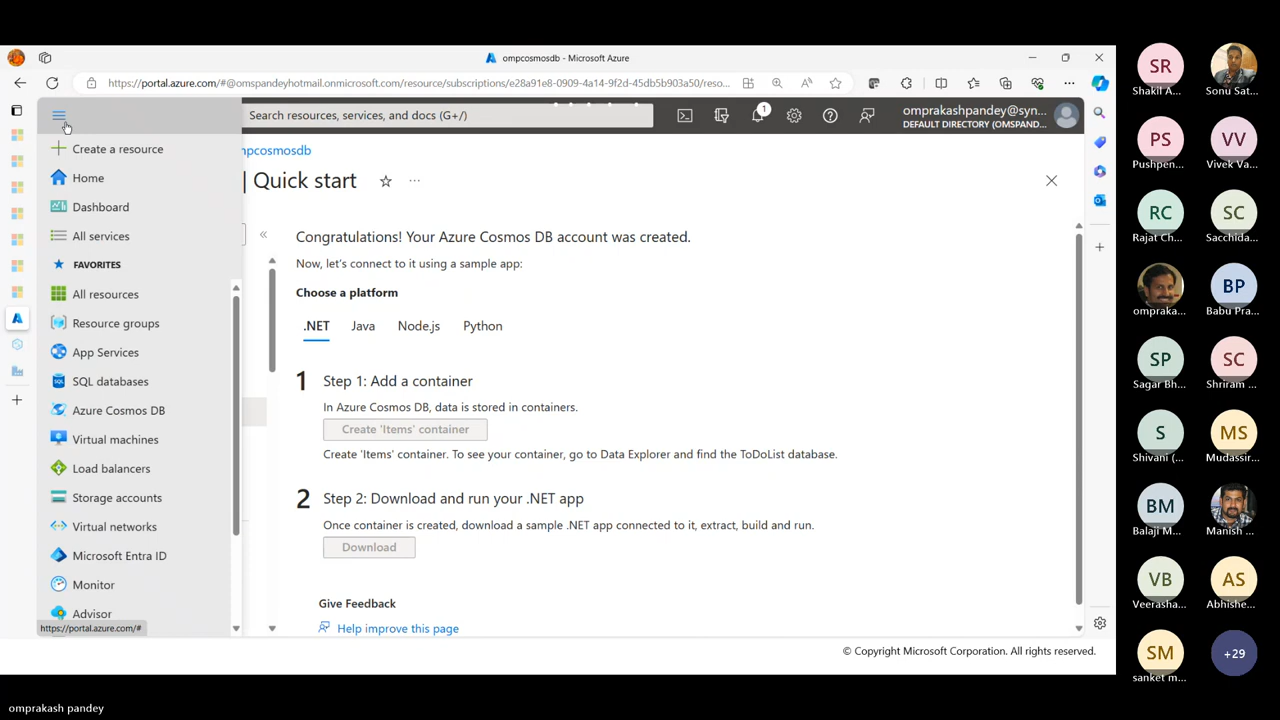 ompcosmosdb - Microsoft Azure
https://portal.azure.com/#@omspandeyhotmail.onmicrosoft.com/resource/subscriptions/e28a91e8-0909-4a14-9f2d-45db5b903a50/reso...
Search resources, services, and docs (G+/)
1
omprakashpandey@syn...
DEFAULT DIRECTORY (OMSPAND...
Create a resource
Home
Dashboard
All services
FAVORITES
All resources
Resource groups
App Services
SQL databases
Azure Cosmos DB
Virtual machines
Load balancers
Storage accounts
Virtual networks
Microsoft Entra ID
Monitor
Advisor
https://portal.azure.com/#
mpcosmosdb
| Quick start
Congratulations! Your Azure Cosmos DB account was created.
Now, let's connect to it using a sample app:
Choose a platform
.NET Java Node.js Python
1 Step 1: Add a container
In Azure Cosmos DB, data is stored in containers.
Create 'Items' container
Create 'Items' container. To see your container, go to Data Explorer and find the ToDoList database.
2 Step 2: Download and run your .NET app
Once container is created, download a sample .NET app connected to it, extract, build and run.
Download
Give Feedback
Help improve this page
© Copyright Microsoft Corporation. All rights reserved.
omprakash pandey
SR
Shakil A...
Sonu Sat...
PS VV
Pushpen... Vivek Va...
RC SC
Rajat Ch... Sacchida...
BP
ompraka... Babu Pra...
SP SC
Sagar Bh... Shriram ...
S MS
Shivani (... Mudassir...
BM
Balaji M... Manish ...
VB AS
Veerasha... Abhishe...
SM +29
sanket m...